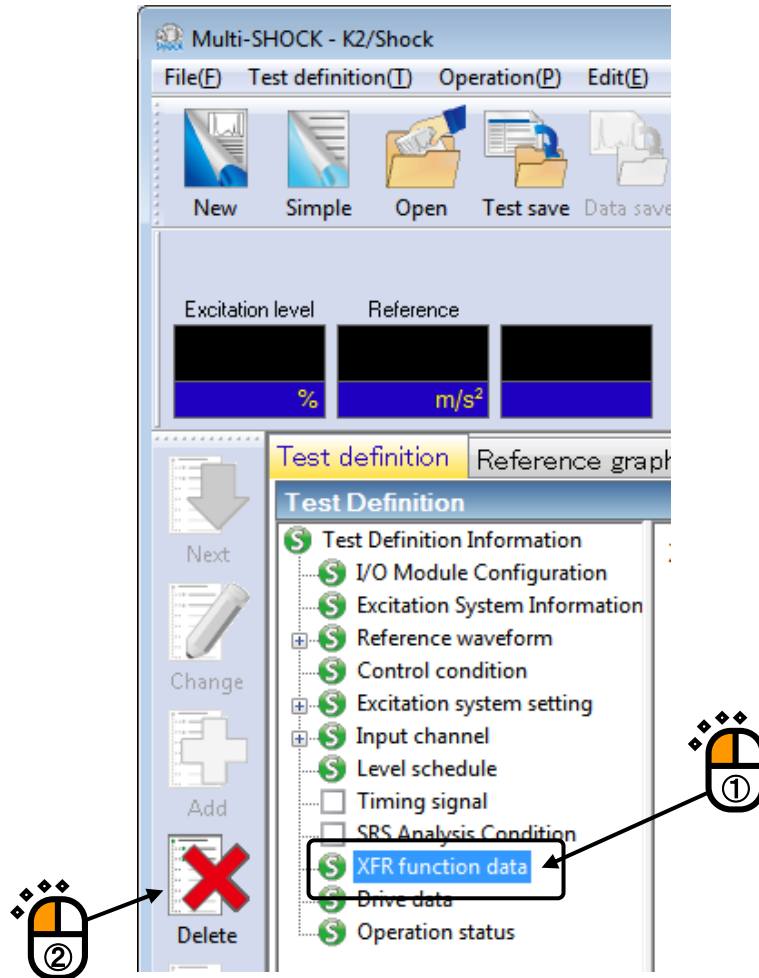 Multi-SHOCK - K2/Shock
File(F) Test definition(T) Operation(P) Edit(E)
New Simple Open Test save Data save
Excitation level Reference
% m/s²
Test definition Reference graph
Test Definition
Next
Change
Add
Delete
S Test Definition Information
S I/O Module Configuration
S Excitation System Information
S Reference waveform
S Control condition
S Excitation system setting
S Input channel
S Level schedule
Timing signal
SRS Analysis Condition
S XFR function data
S Drive data
S Operation status
①
②